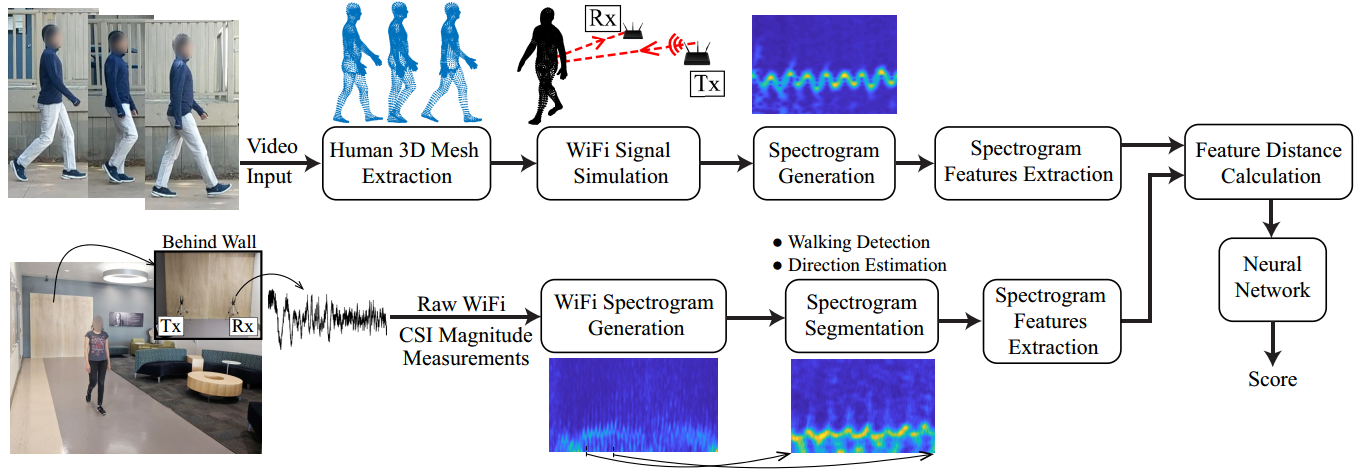 Rx
Tx
Video
Input
Human 3D Mesh
Extraction
WiFi Signal
Simulation
Spectrogram
Generation
Spectrogram
Features Extraction
Feature Distance
Calculation
Behind Wall
Tx
Rx
Raw WiFi
CSI Magnitude
Measurements
WiFi Spectrogram
Generation
● Walking Detection
● Direction Estimation
Spectrogram
Segmentation
Spectrogram
Features
Extraction
Neural
Network
Score